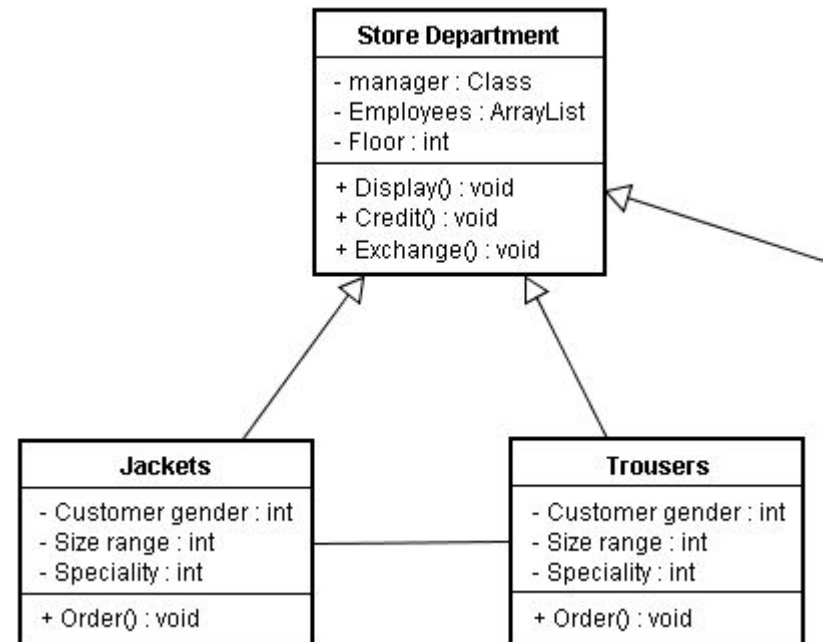 Store Department
- manager : Class
- Employees : ArrayList
- Floor : int
+ Display() : void
+ Credit() : void
+ Exchange() : void
Jackets
- Customer gender : int
- Size range : int
- Speciality : int
+ Order() : void
Trousers
- Customer gender : int
- Size range : int
- Speciality : int
+ Order() : void